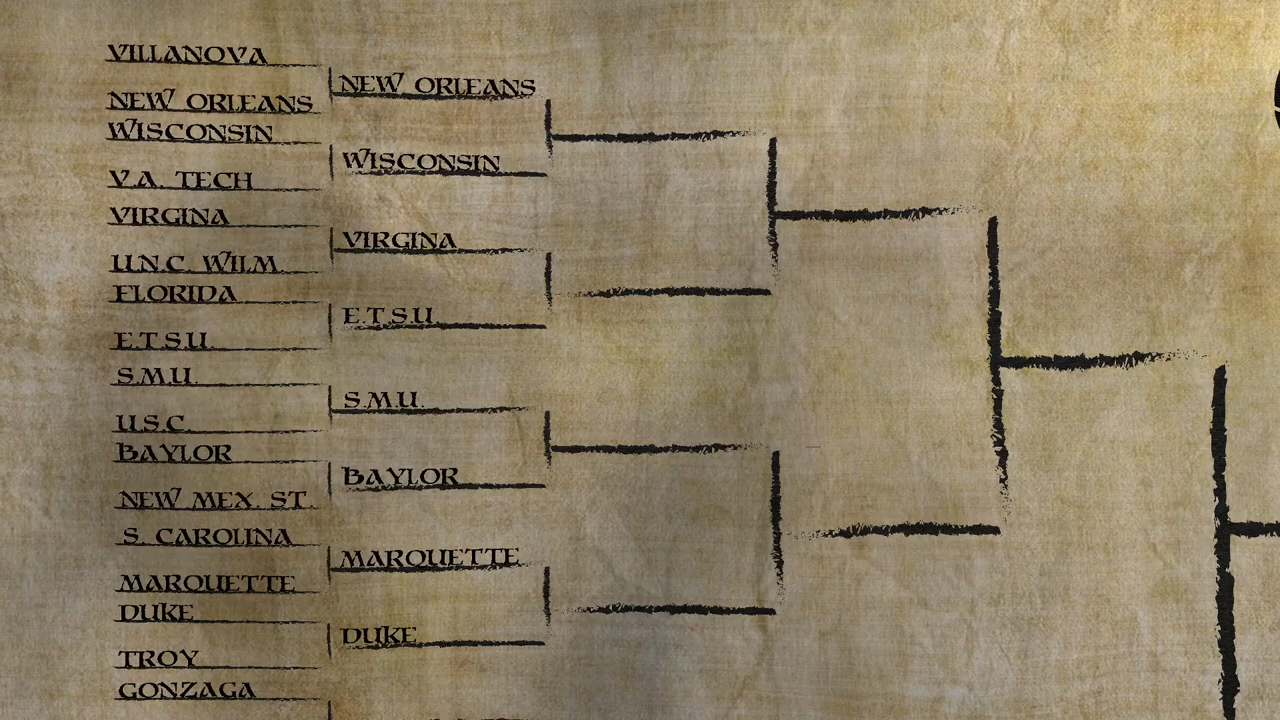 VILLANOVA
NEW ORLEANS
WISCONSIN
V.A. TECH
VIRGINA
U.N.C. WILM.
FLORIDA
E.T.S.U.
S.M.U.
U.S.C.
BAYLOR
NEW MEX. ST.
S. CAROLINA
MARQUETTE
DUKE
TROY
GONZAGA
NEW ORLEANS
WISCONSIN
VIRGINA
E.T.S.U.
S.M.U.
BAYLOR
MARQUETTE
DUKE